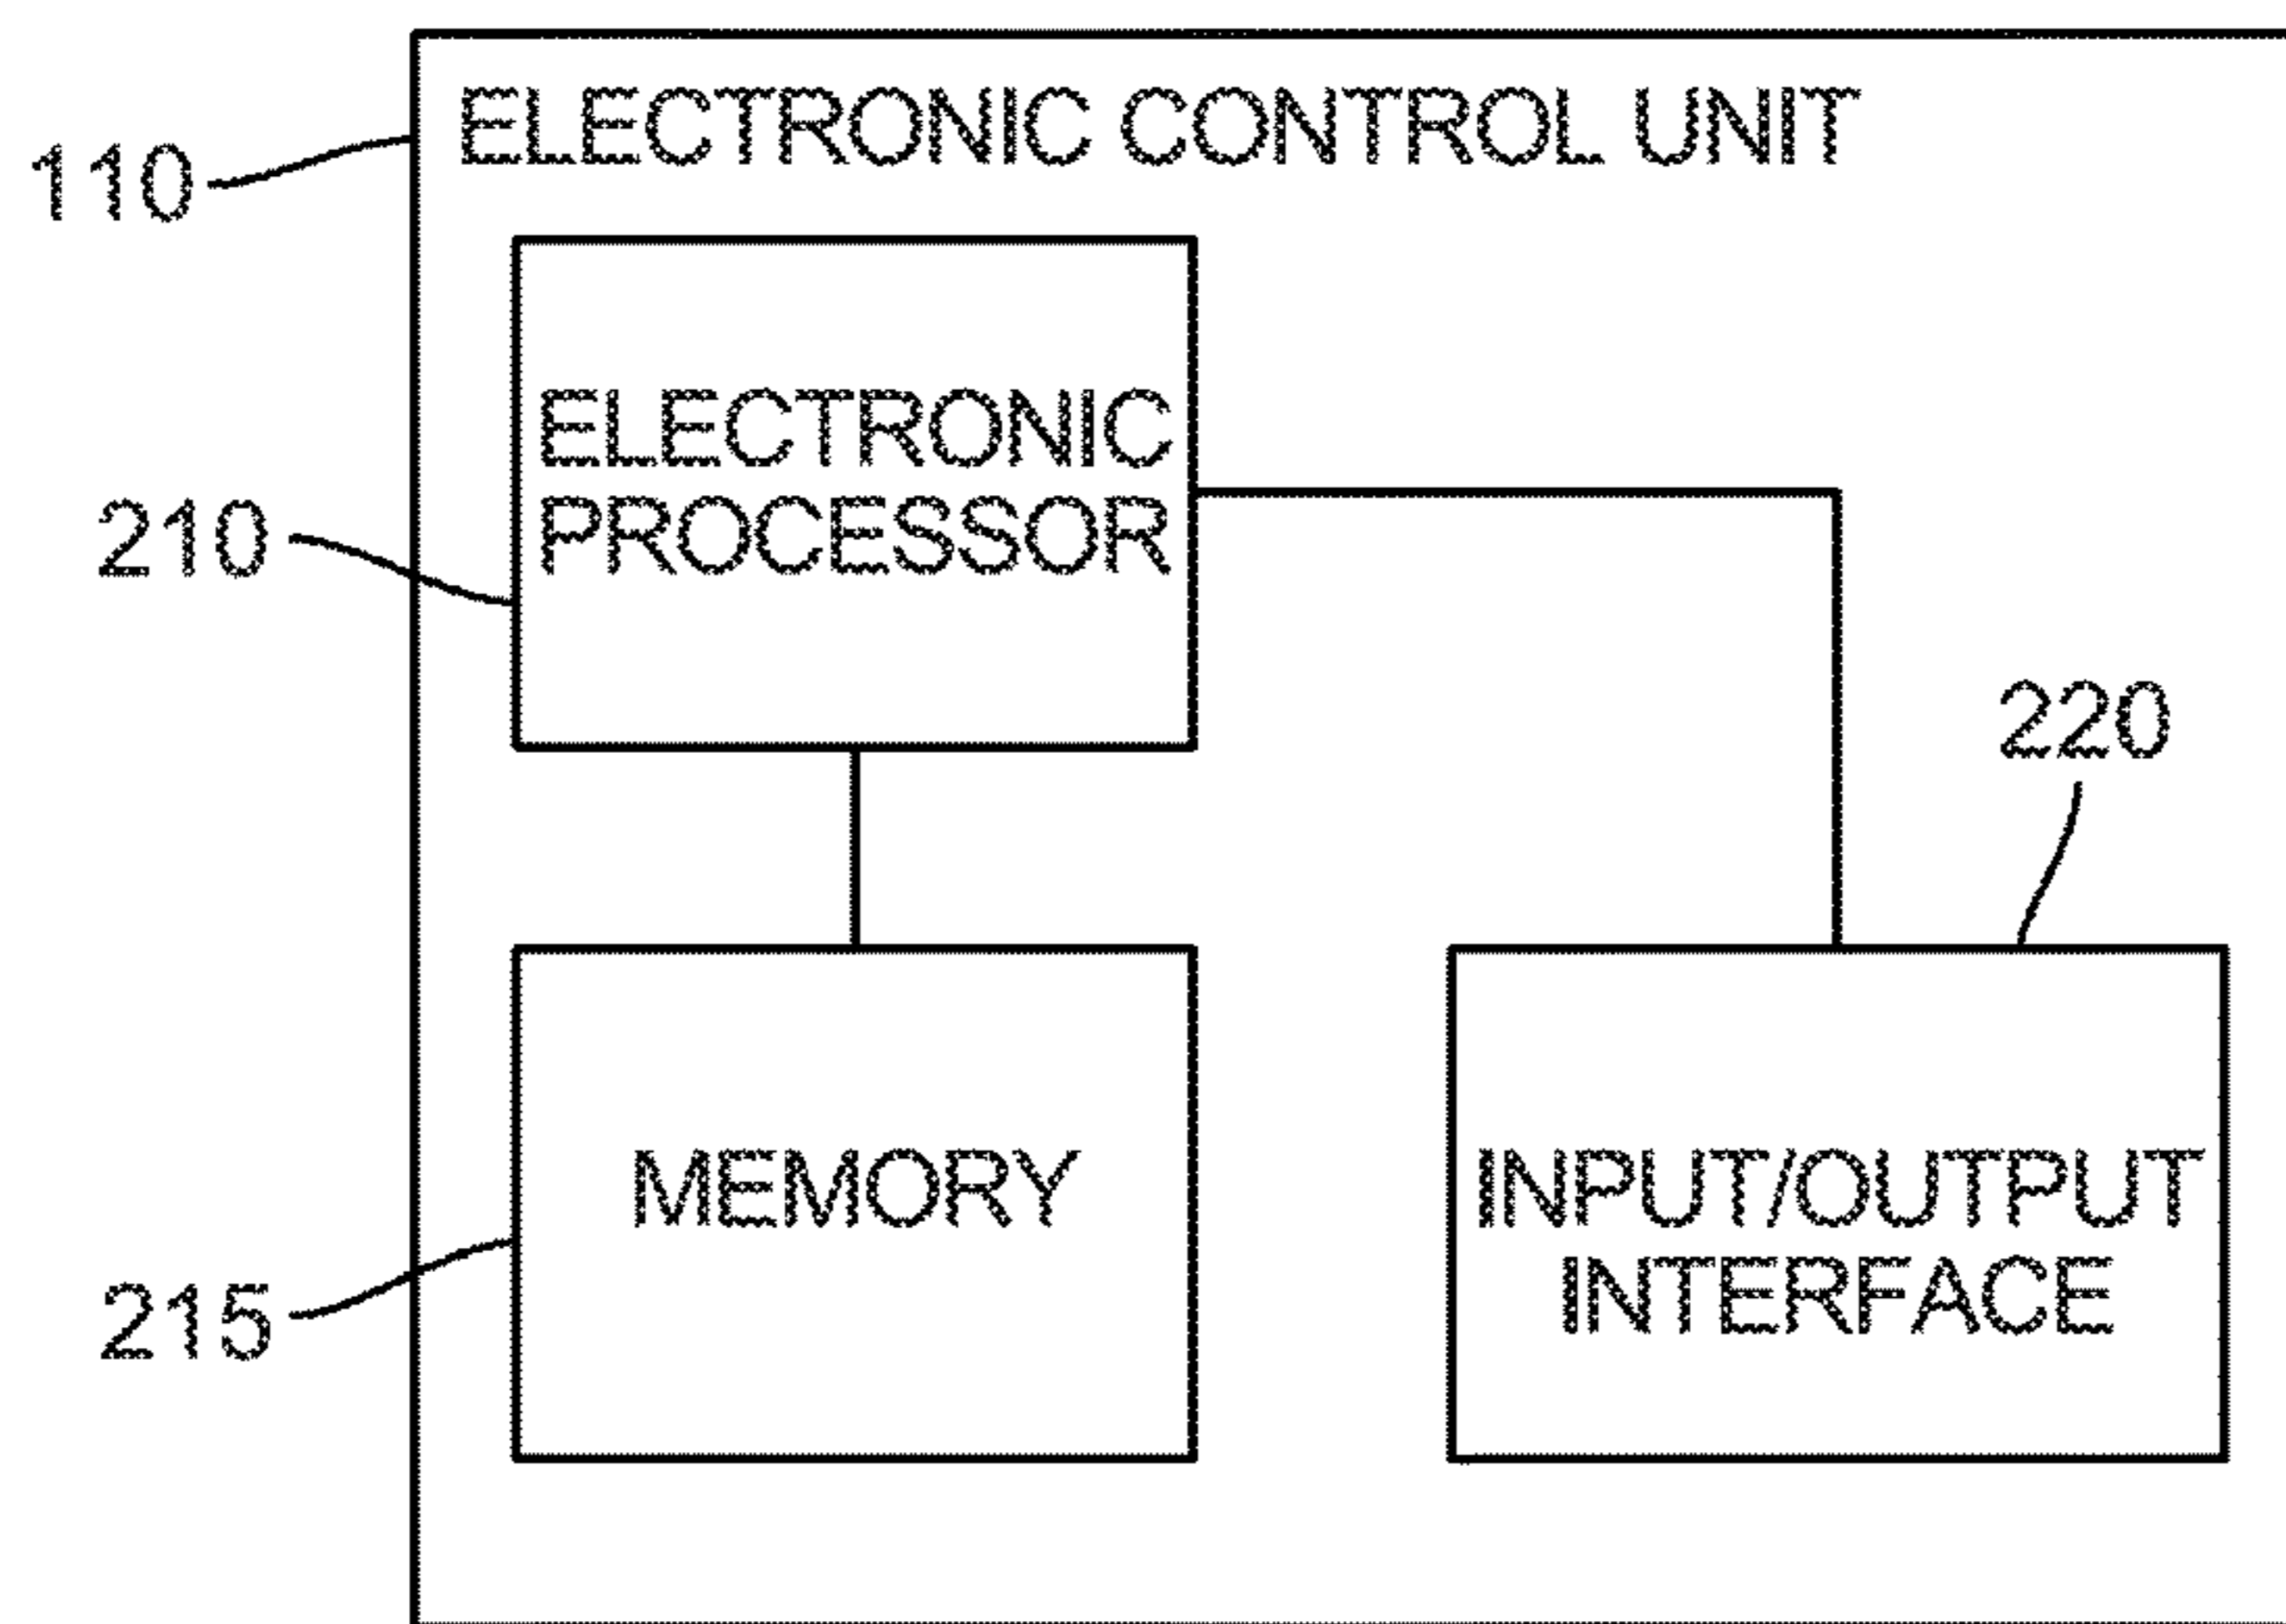 110
ELECTRONIC CONTROL UNIT
ELECTRONIC
PROCESSOR
210
220
MEMORY
215
INPUT/OUTPUT
INTERFACE